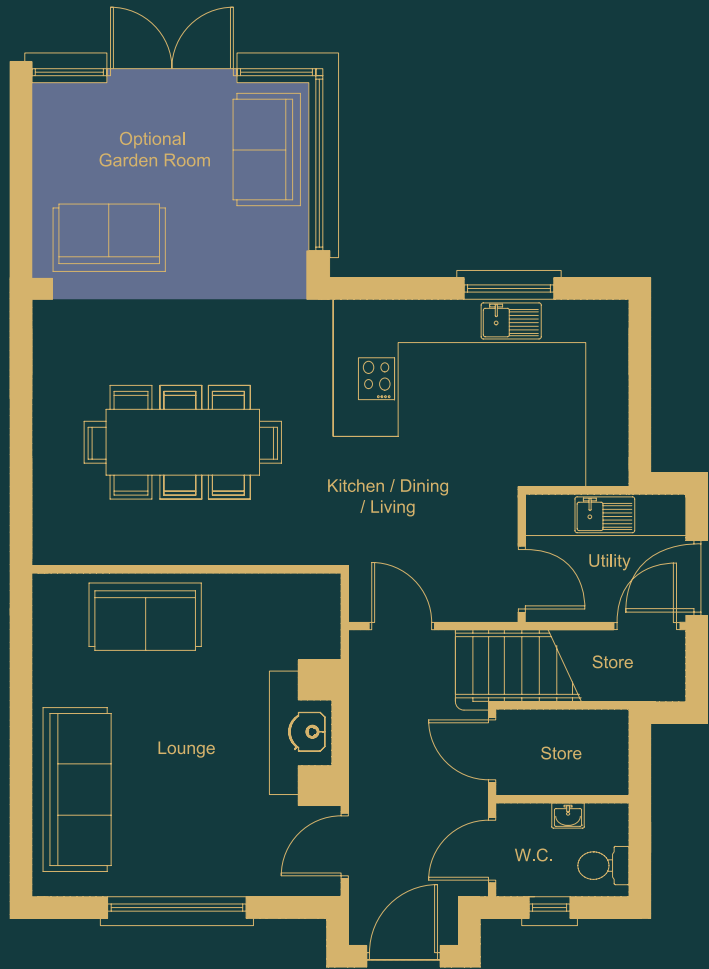 Optional
Garden Room
Kitchen / Dining
/ Living
Utility
Store
Lounge
Store
W.C.